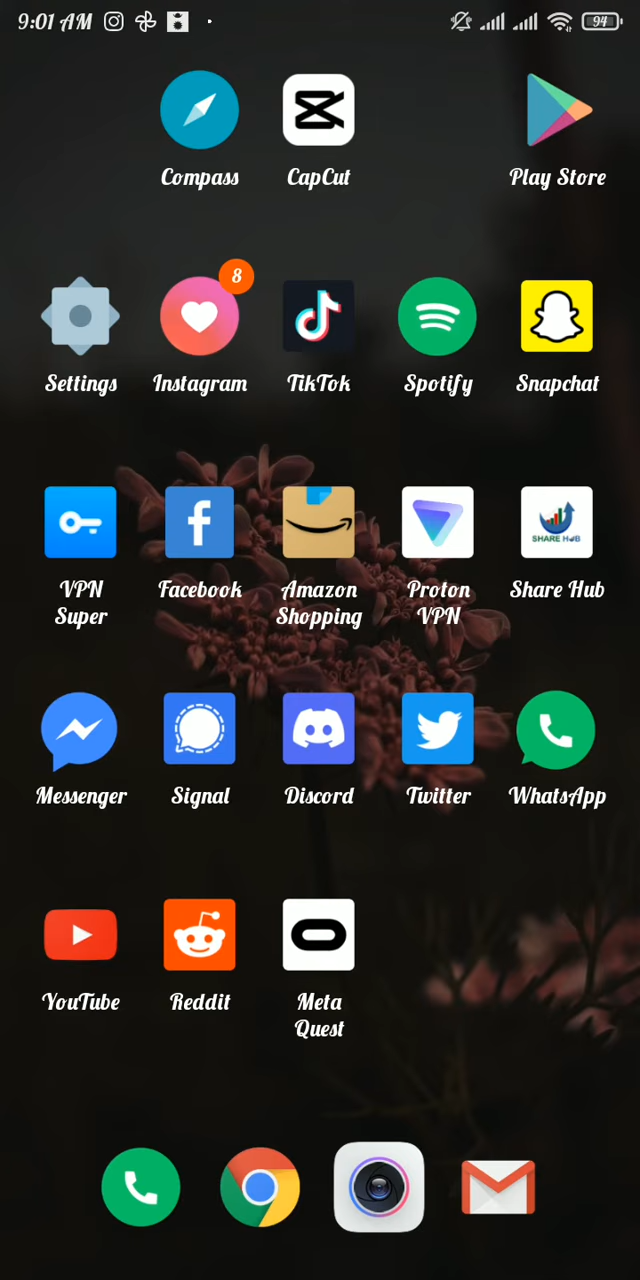 9:01 AM 94
Compass CapCut Play Store
8
Settings Instagram TikTok Spotify Snapchat
SHARE HUB
VPN Facebook Amazon Proton Share Hub
Super Shopping VPN
Messenger Signal Discord Twitter WhatsApp
YouTube Reddit Meta
Quest